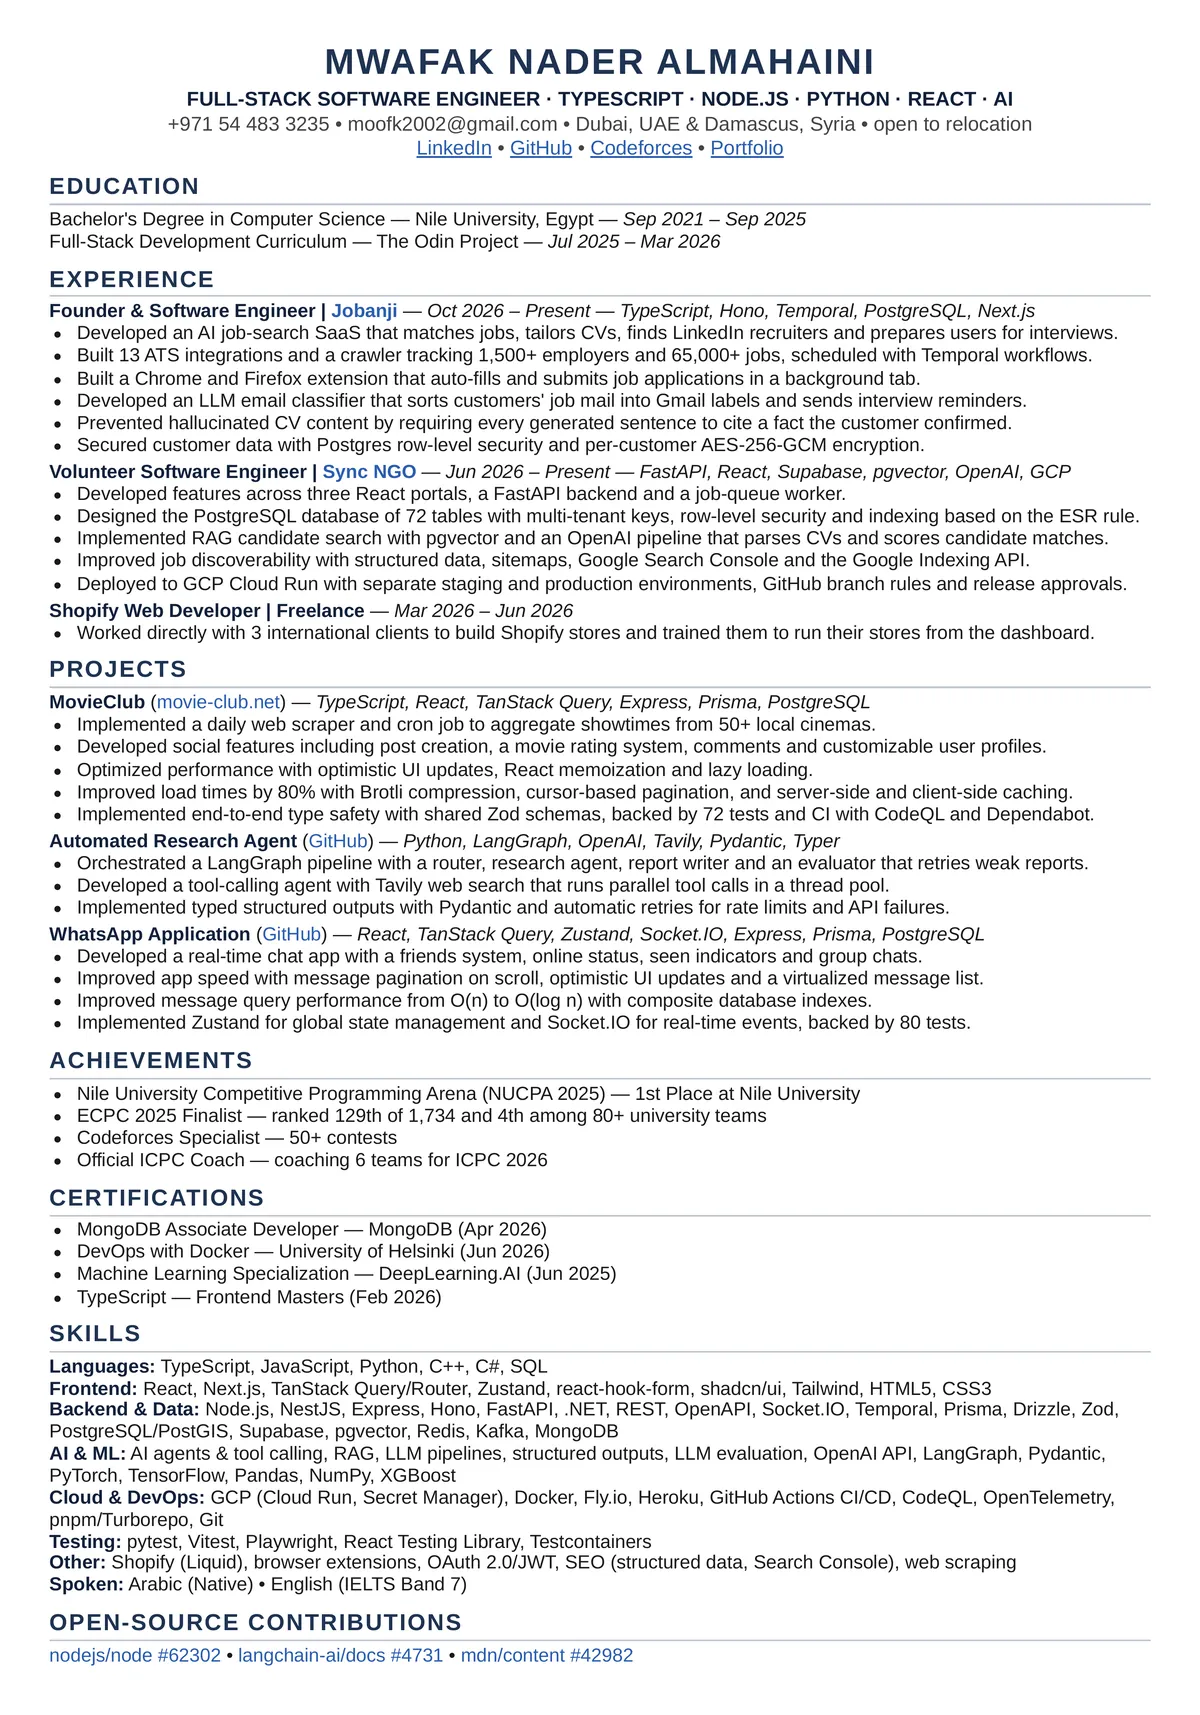 MWAFAK NADER ALMAHAINI
FULL-STACK SOFTWARE ENGINEER · TYPESCRIPT · NODE.JS · PYTHON · REACT · AI
+971 54 483 3235 • moofk2002@gmail.com • Dubai, UAE & Damascus, Syria • open to relocation
LinkedIn • GitHub • Codeforces • Portfolio
EDUCATION
Bachelor's Degree in Computer Science — Nile University, Egypt — Sep 2021 – Sep 2025
Full-Stack Development Curriculum — The Odin Project — Jul 2025 – Mar 2026
EXPERIENCE
Founder & Software Engineer | Jobanji — Oct 2026 – Present — TypeScript, Hono, Temporal, PostgreSQL, Next.js
• Developed an AI job-search SaaS that matches jobs, tailors CVs, finds LinkedIn recruiters and prepares users for interviews.
• Built 13 ATS integrations and a crawler tracking 1,500+ employers and 65,000+ jobs, scheduled with Temporal workflows.
• Built a Chrome and Firefox extension that auto-fills and submits job applications in a background tab.
• Developed an LLM email classifier that sorts customers' job mail into Gmail labels and sends interview reminders.
• Prevented hallucinated CV content by requiring every generated sentence to cite a fact the customer confirmed.
• Secured customer data with Postgres row-level security and per-customer AES-256-GCM encryption.
Volunteer Software Engineer | Sync NGO — Jun 2026 – Present — FastAPI, React, Supabase, pgvector, OpenAI, GCP
• Developed features across three React portals, a FastAPI backend and a job-queue worker.
• Designed the PostgreSQL database of 72 tables with multi-tenant keys, row-level security and indexing based on the ESR rule.
• Implemented RAG candidate search with pgvector and an OpenAI pipeline that parses CVs and scores candidate matches.
• Improved job discoverability with structured data, sitemaps, Google Search Console and the Google Indexing API.
• Deployed to GCP Cloud Run with separate staging and production environments, GitHub branch rules and release approvals.
Shopify Web Developer | Freelance — Mar 2026 – Jun 2026
• Worked directly with 3 international clients to build Shopify stores and trained them to run their stores from the dashboard.
PROJECTS
MovieClub (movie-club.net) — TypeScript, React, TanStack Query, Express, Prisma, PostgreSQL
• Implemented a daily web scraper and cron job to aggregate showtimes from 50+ local cinemas.
• Developed social features including post creation, a movie rating system, comments and customizable user profiles.
• Optimized performance with optimistic UI updates, React memoization and lazy loading.
• Improved load times by 80% with Brotli compression, cursor-based pagination, and server-side and client-side caching.
• Implemented end-to-end type safety with shared Zod schemas, backed by 72 tests and CI with CodeQL and Dependabot.
Automated Research Agent (GitHub) — Python, LangGraph, OpenAI, Tavily, Pydantic, Typer
• Orchestrated a LangGraph pipeline with a router, research agent, report writer and an evaluator that retries weak reports.
• Developed a tool-calling agent with Tavily web search that runs parallel tool calls in a thread pool.
• Implemented typed structured outputs with Pydantic and automatic retries for rate limits and API failures.
WhatsApp Application (GitHub) — React, TanStack Query, Zustand, Socket.IO, Express, Prisma, PostgreSQL
• Developed a real-time chat app with a friends system, online status, seen indicators and group chats.
• Improved app speed with message pagination on scroll, optimistic UI updates and a virtualized message list.
• Improved message query performance from O(n) to O(log n) with composite database indexes.
• Implemented Zustand for global state management and Socket.IO for real-time events, backed by 80 tests.
ACHIEVEMENTS
• Nile University Competitive Programming Arena (NUCPA 2025) — 1st Place at Nile University
• ECPC 2025 Finalist — ranked 129th of 1,734 and 4th among 80+ university teams
• Codeforces Specialist — 50+ contests
• Official ICPC Coach — coaching 6 teams for ICPC 2026
CERTIFICATIONS
• MongoDB Associate Developer — MongoDB (Apr 2026)
• DevOps with Docker — University of Helsinki (Jun 2026)
• Machine Learning Specialization — DeepLearning.AI (Jun 2025)
• TypeScript — Frontend Masters (Feb 2026)
SKILLS
Languages: TypeScript, JavaScript, Python, C++, C#, SQL
Frontend: React, Next.js, TanStack Query/Router, Zustand, react-hook-form, shadcn/ui, Tailwind, HTML5, CSS3
Backend & Data: Node.js, NestJS, Express, Hono, FastAPI, .NET, REST, OpenAPI, Socket.IO, Temporal, Prisma, Drizzle, Zod,
PostgreSQL/PostGIS, Supabase, pgvector, Redis, Kafka, MongoDB
AI & ML: AI agents & tool calling, RAG, LLM pipelines, structured outputs, LLM evaluation, OpenAI API, LangGraph, Pydantic,
PyTorch, TensorFlow, Pandas, NumPy, XGBoost
Cloud & DevOps: GCP (Cloud Run, Secret Manager), Docker, Fly.io, Heroku, GitHub Actions CI/CD, CodeQL, OpenTelemetry,
pnpm/Turborepo, Git
Testing: pytest, Vitest, Playwright, React Testing Library, Testcontainers
Other: Shopify (Liquid), browser extensions, OAuth 2.0/JWT, SEO (structured data, Search Console), web scraping
Spoken: Arabic (Native) • English (IELTS Band 7)
OPEN-SOURCE CONTRIBUTIONS
nodejs/node #62302 • langchain-ai/docs #4731 • mdn/content #42982